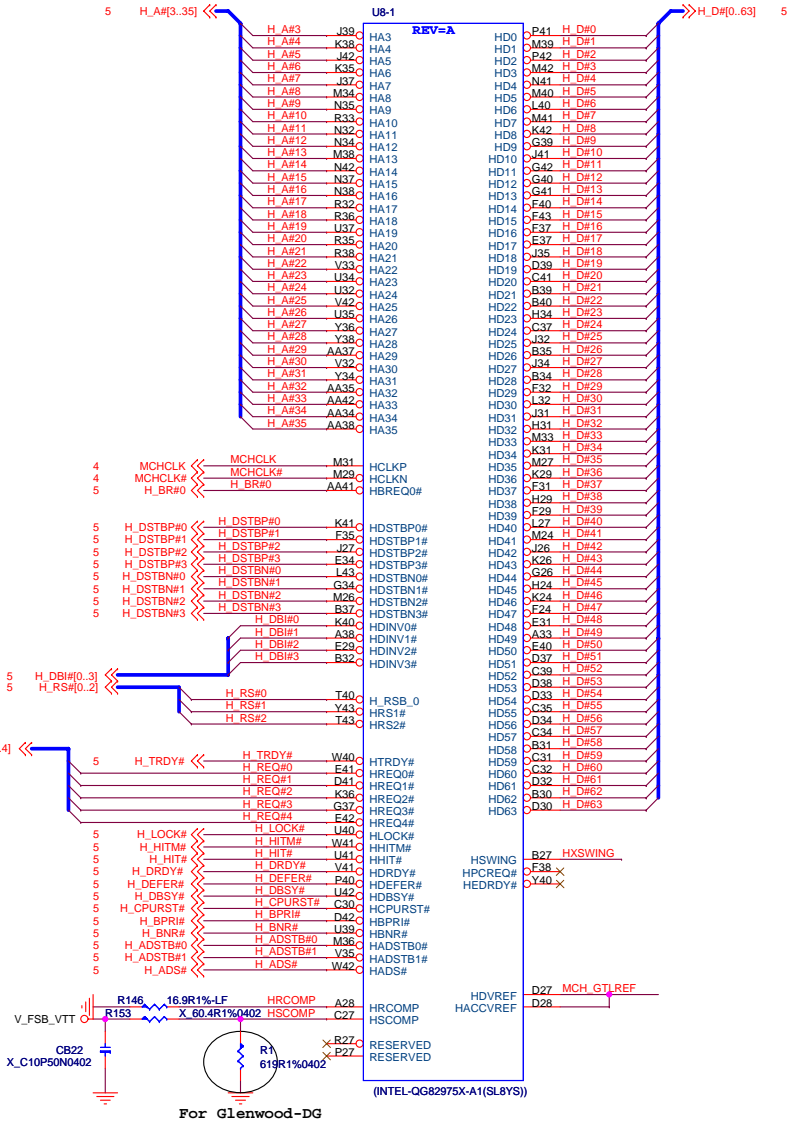 5 H_A#[3..35] U8-1 H_D#[0..63] 5
REV=A
H_A#3 J39 HA3 HD0 P41 H_D#0
H_A#4 K38 HA4 HD1 M39 H_D#1
H_A#5 J42 HA5 HD2 P42 H_D#2
H_A#6 K35 HA6 HD3 M42 H_D#3
H_A#7 J37 HA7 HD4 N41 H_D#4
H_A#8 M34 HA8 HD5 M40 H_D#5
H_A#9 N35 HA9 HD6 L40 H_D#6
H_A#10 R33 HA10 HD7 M41 H_D#7
H_A#11 N32 HA11 HD8 K42 H_D#8
H_A#12 N34 HA12 HD9 G39 H_D#9
H_A#13 M38 HA13 HD10 J41 H_D#10
H_A#14 N42 HA14 HD11 G42 H_D#11
H_A#15 N37 HA15 HD12 G40 H_D#12
H_A#16 N38 HA16 HD13 G41 H_D#13
H_A#17 R32 HA17 HD14 F40 H_D#14
H_A#18 R36 HA18 HD15 F43 H_D#15
H_A#19 U37 HA19 HD16 F37 H_D#16
H_A#20 R35 HA20 HD17 E37 H_D#17
H_A#21 R38 HA21 HD18 J35 H_D#18
H_A#22 V33 HA22 HD19 D39 H_D#19
H_A#23 U34 HA23 HD20 C41 H_D#20
H_A#24 U32 HA24 HD21 B39 H_D#21
H_A#25 V42 HA25 HD22 B40 H_D#22
H_A#26 U35 HA26 HD23 H34 H_D#23
H_A#27 Y36 HA27 HD24 C37 H_D#24
H_A#28 Y38 HA28 HD25 J32 H_D#25
H_A#29 AA37 HA29 HD26 B35 H_D#26
H_A#30 V32 HA30 HD27 J34 H_D#27
H_A#31 Y34 HA31 HD28 B34 H_D#28
H_A#32 AA35 HA32 HD29 F32 H_D#29
H_A#33 AA42 HA33 HD30 L32 H_D#30
H_A#34 AA34 HA34 HD31 J31 H_D#31
H_A#35 AA38 HA35 HD32 H31 H_D#32
HD33 M33 H_D#33
HD34 K31 H_D#34
4 MCHCLK MCHCLK M31 HCLKP HD35 M27 H_D#35
4 MCHCLK# MCHCLK# M29 HCLKN HD36 K29 H_D#36
5 H_BR#0 H_BR#0 AA41 HBREQ0# HD37 F31 H_D#37
HD38 H29 H_D#38
HD39 F29 H_D#39
5 H_DSTBP#0 H_DSTBP#0 K41 HDSTBP0# HD40 L27 H_D#40
5 H_DSTBP#1 H_DSTBP#1 F35 HDSTBP1# HD41 M24 H_D#41
5 H_DSTBP#2 H_DSTBP#2 J27 HDSTBP2# HD42 J26 H_D#42
5 H_DSTBP#3 H_DSTBP#3 E34 HDSTBP3# HD43 K26 H_D#43
5 H_DSTBN#0 H_DSTBN#0 L43 HDSTBN0# HD44 G26 H_D#44
5 H_DSTBN#1 H_DSTBN#1 G34 HDSTBN1# HD45 H24 H_D#45
5 H_DSTBN#2 H_DSTBN#2 M26 HDSTBN2# HD46 K24 H_D#46
5 H_DSTBN#3 H_DSTBN#3 B37 HDSTBN3# HD47 F24 H_D#47
H_DBI#0 K40 HDINV0# HD48 E31 H_D#48
H_DBI#1 A38 HDINV1# HD49 A33 H_D#49
H_DBI#2 E29 HDINV2# HD50 E40 H_D#50
H_DBI#3 B32 HDINV3# HD51 D37 H_D#51
5 H_DBI#[0..3] HD52 C39 H_D#52
5 H_RS#[0..2] HD53 D38 H_D#53
H_RS#0 T40 H_RSB_0 HD54 D33 H_D#54
H_RS#1 Y43 HRS1# HD55 C35 H_D#55
H_RS#2 T43 HRS2# HD56 D34 H_D#56
HD57 C34 H_D#57
.4] HD58 B31 H_D#58
5 H_TRDY# H_TRDY# W40 HTRDY# HD59 C31 H_D#59
H_REQ#0 E41 HREQ0# HD60 C32 H_D#60
H_REQ#1 D41 HREQ1# HD61 D32 H_D#61
H_REQ#2 K36 HREQ2# HD62 B30 H_D#62
H_REQ#3 G37 HREQ3# HD63 D30 H_D#63
H_REQ#4 E42 HREQ4#
5 H_LOCK# H_LOCK# U40 HLOCK#
5 H_HITM# H_HITM# W41 HHITM#
5 H_HIT# H_HIT# U41 HHIT# HSWING B27 HXSWING
5 H_DRDY# H_DRDY# V41 HDRDY# HPCREQ# F38
5 H_DEFER# H_DEFER# P40 HDEFER# HEDRDY# Y40
5 H_DBSY# H_DBSY# U42 HDBSY#
5 H_CPURST# H_CPURST# C30 HCPURST#
5 H_BPRI# H_BPRI# D42 HBPRI#
5 H_BNR# H_BNR# U39 HBNR#
5 H_ADSTB#0 H_ADSTB#0 M36 HADSTB0#
5 H_ADSTB#1 H_ADSTB#1 V35 HADSTB1#
5 H_ADS# H_ADS# W42 HADS#
HDVREF D27 MCH_GTLREF
R146 16.9R1%-LF HRCOMP A28 HRCOMP HACCVREF D28
V_FSB_VTT R153 X_60.4R1%0402 HSCOMP C27 HSCOMP
R27 RESERVED
CB22 R1 P27 RESERVED
X_C10P50N0402 619R1%0402
(INTEL-QG82975X-A1(SL8YS))
For Glenwood-DG